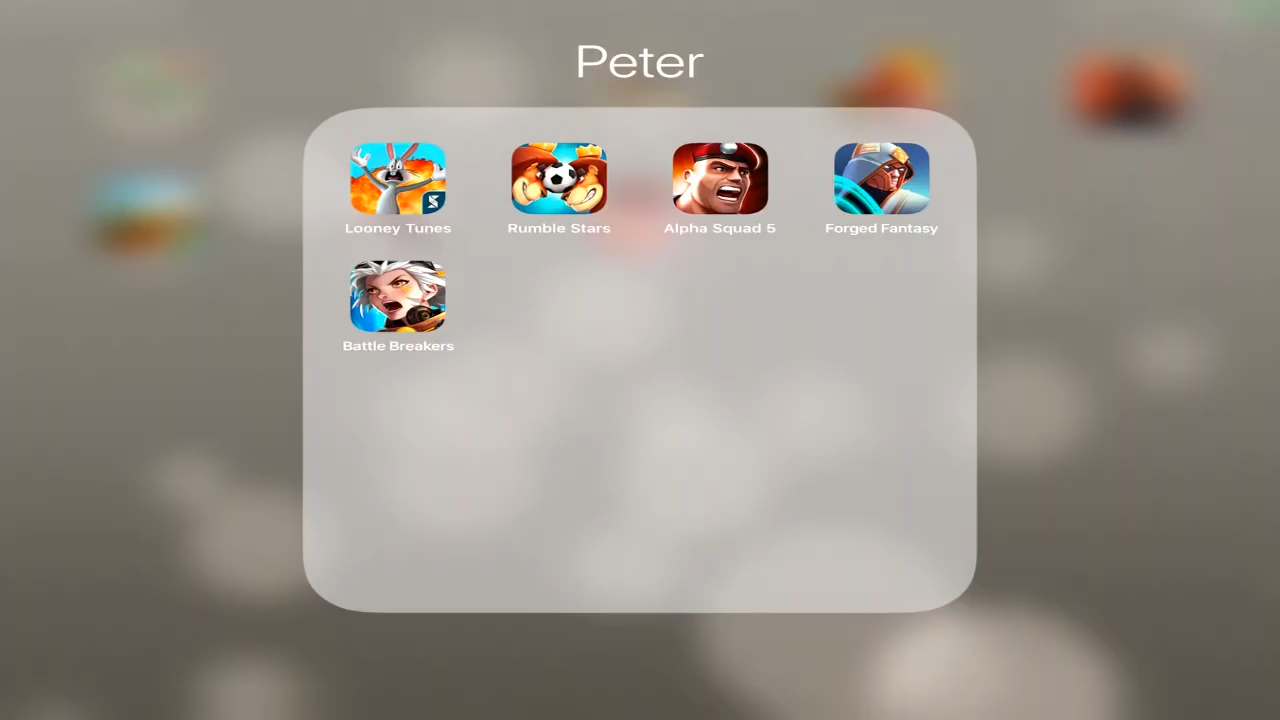 Peter
Looney Tunes
Rumble Stars
Alpha Squad 5
Forged Fantasy
Battle Breakers